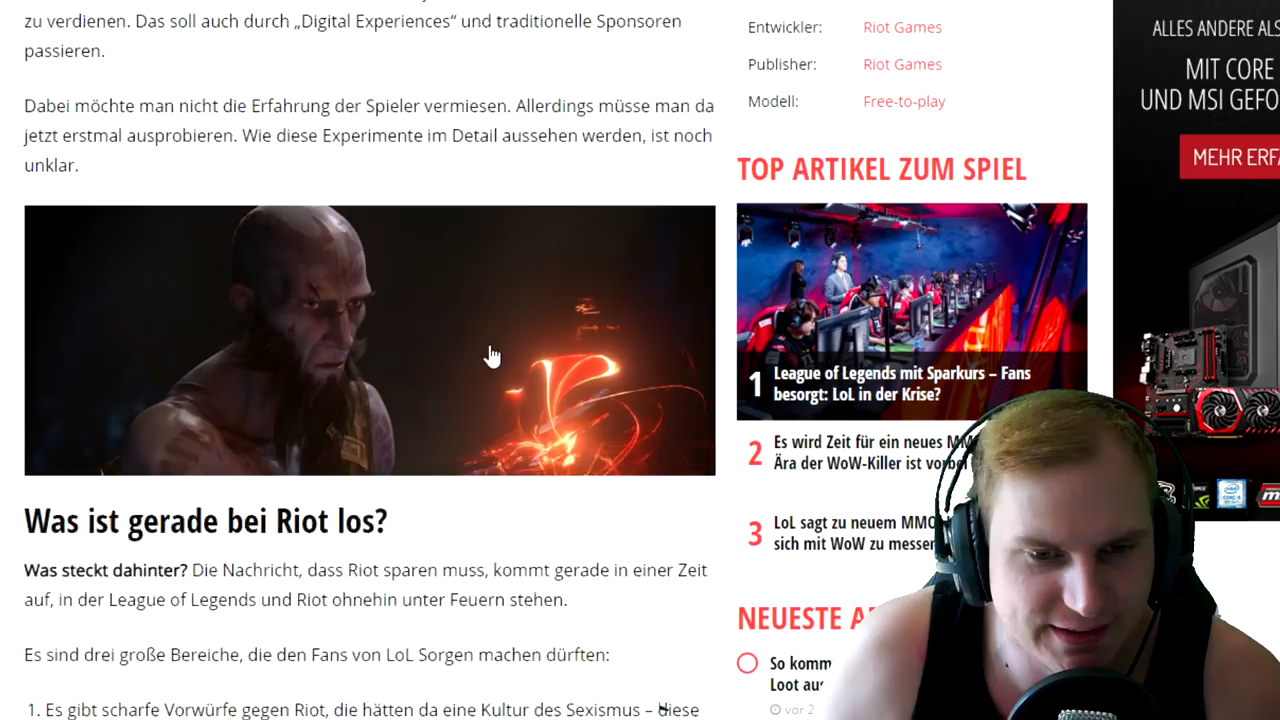 zu verdienen. Das soll auch durch „Digital Experiences“ und traditionelle Sponsoren
passieren.
Dabei möchte man nicht die Erfahrung der Spieler vermiesen. Allerdings müsse man da
jetzt erstmal ausprobieren. Wie diese Experimente im Detail aussehen werden, ist noch
unklar.
Was ist gerade bei Riot los?
Was steckt dahinter? Die Nachricht, dass Riot sparen muss, kommt gerade in einer Zeit
auf, in der League of Legends und Riot ohnehin unter Feuern stehen.
Es sind drei große Bereiche, die den Fans von LoL Sorgen machen dürften:
1. Es gibt scharfe Vorwürfe gegen Riot, die hätten da eine Kultur des Sexismus – diese
Entwickler: Riot Games
Publisher: Riot Games
Modell: Free-to-play
TOP ARTIKEL ZUM SPIEL
1 League of Legends mit Sparkurs – Fans
besorgt: LoL in der Krise?
2 Es wird Zeit für ein neues
Ära der WoW-Killer ist
3 LoL sagt zu neuem MMO
sich mit WoW zu messen
NEUESTE
So komm
Loot aus
vor 2
ALLES ANDERE ALS
MIT CORE
UND MSI GEFO
MEHR ERFA